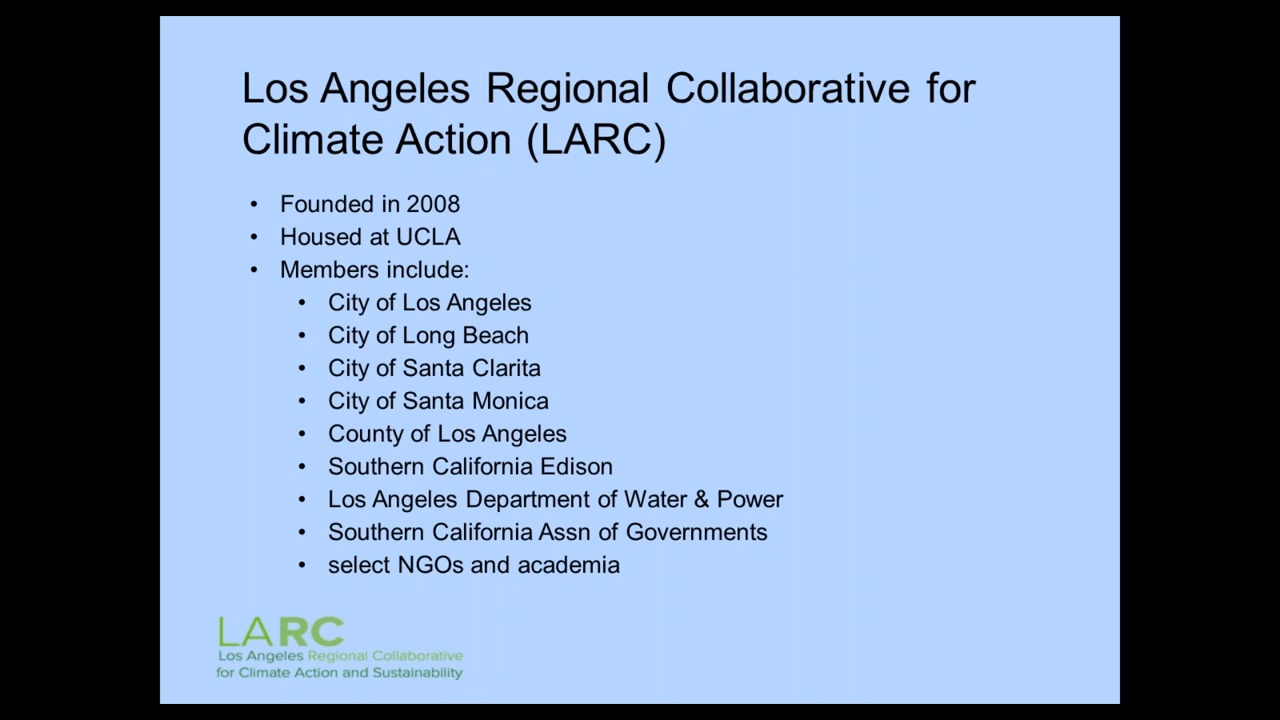 Los Angeles Regional Collaborative for
Climate Action (LARC)
• Founded in 2008
• Housed at UCLA
• Members include:
• City of Los Angeles
• City of Long Beach
• City of Santa Clarita
• City of Santa Monica
• County of Los Angeles
• Southern California Edison
• Los Angeles Department of Water & Power
• Southern California Assn of Governments
• select NGOs and academia
LARC
Los Angeles Regional Collaborative
for Climate Action and Sustainability